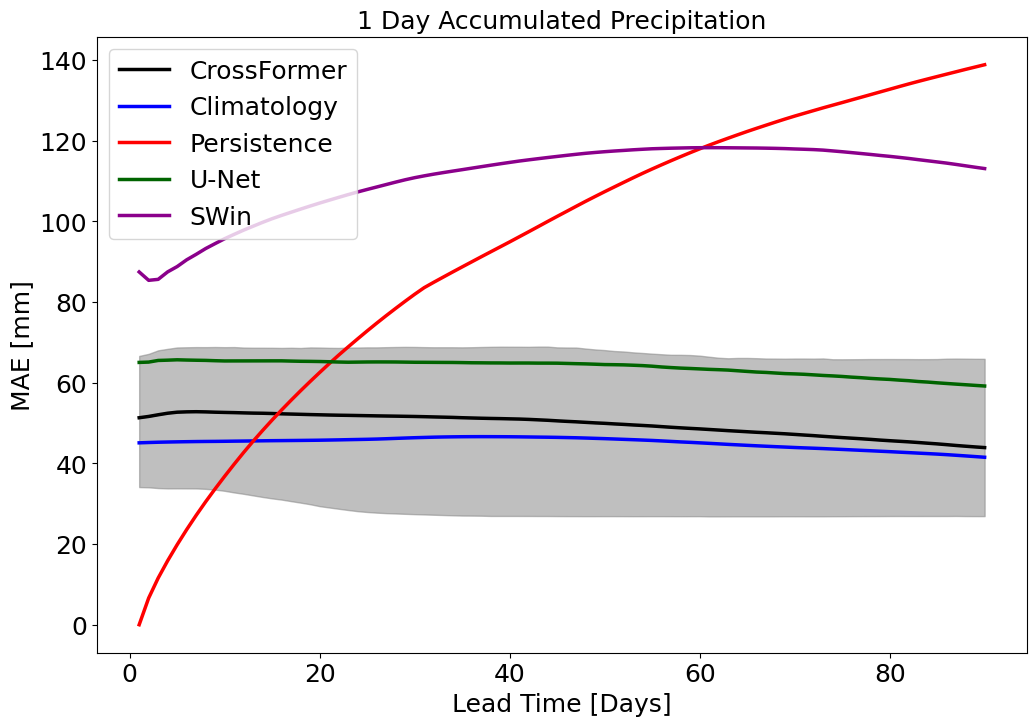 1 Day Accumulated Precipitation
CrossFormer
Climatology
Persistence
U-Net
SWin
MAE [mm]
140
120
100
80
60
40
20
0
0 20 40 60 80
Lead Time [Days]